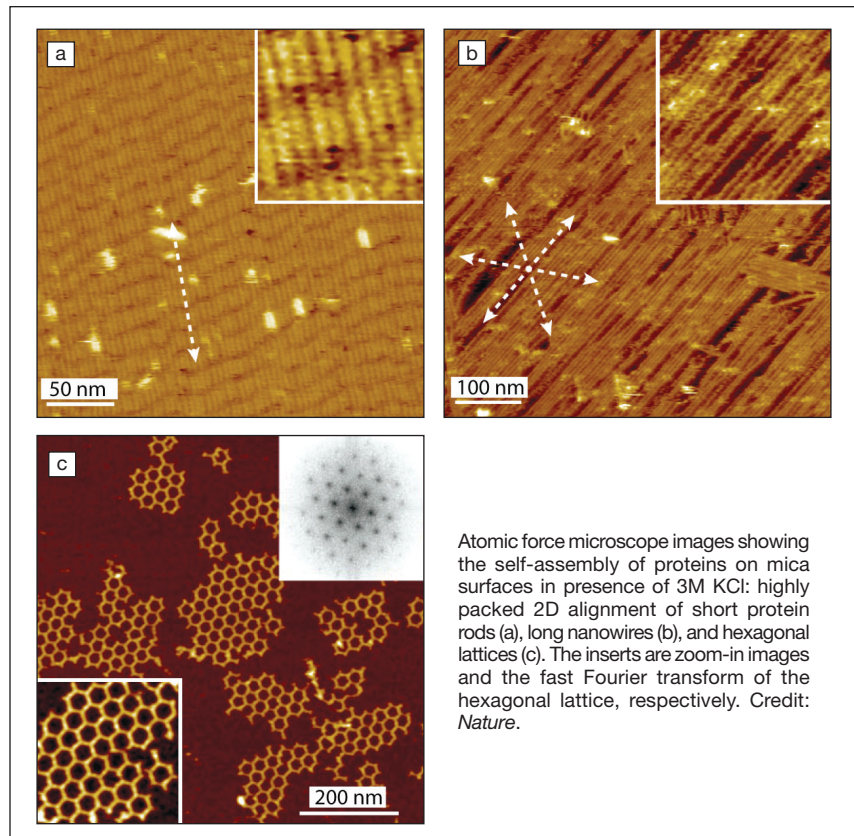 a
b
50 nm
100 nm
c
200 nm
Atomic force microscope images showing
the self-assembly of proteins on mica
surfaces in presence of 3M KCl: highly
packed 2D alignment of short protein
rods (a), long nanowires (b), and hexagonal
lattices (c). The inserts are zoom-in images
and the fast Fourier transform of the
hexagonal lattice, respectively. Credit:
Nature.